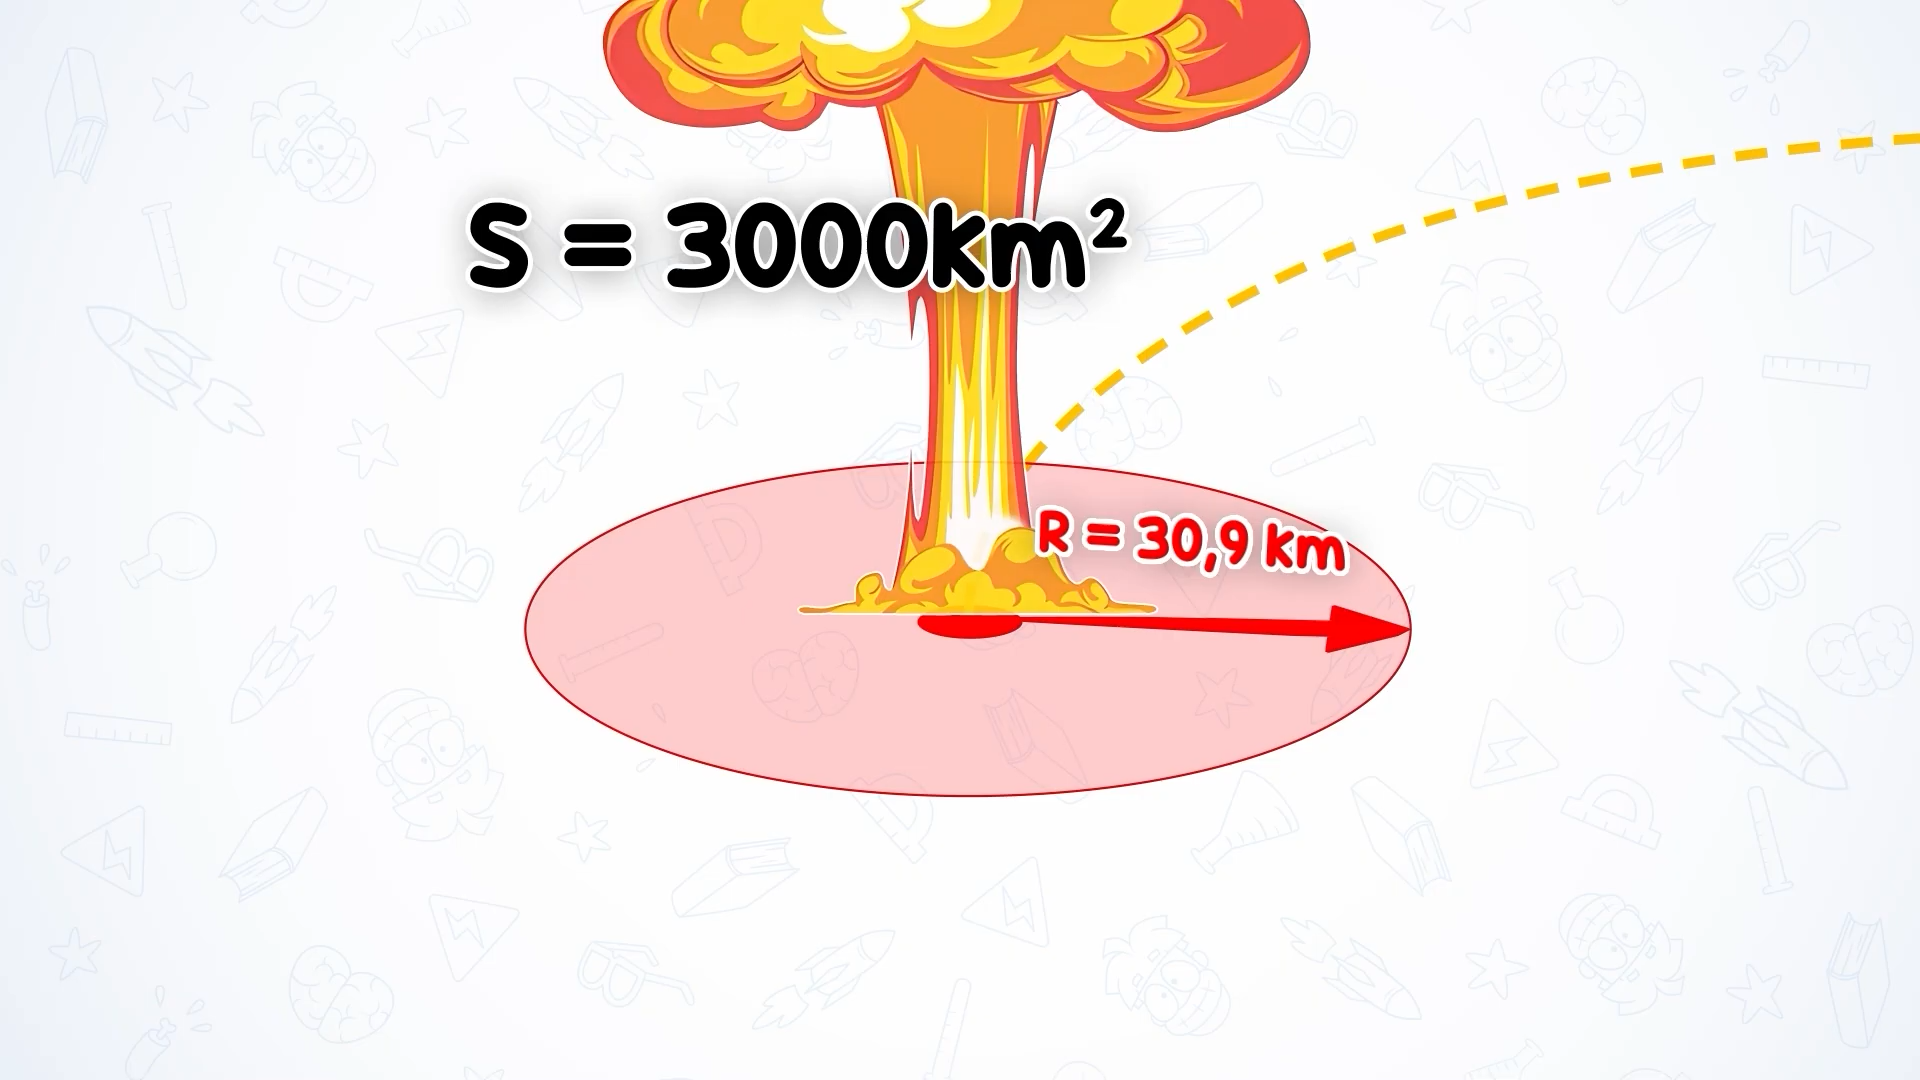 S = 3000km²
R = 30,9 km